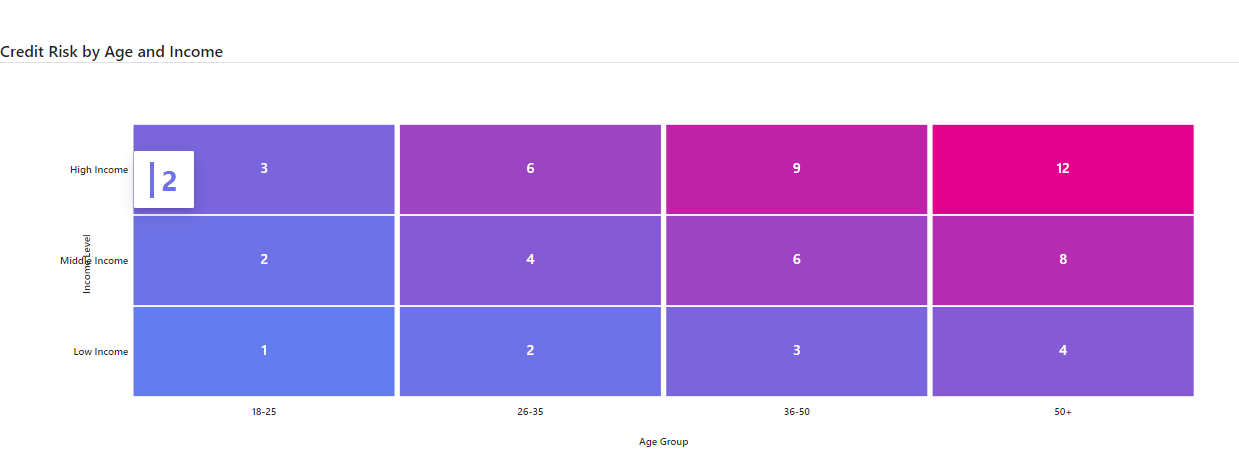 Credit Risk by Age and Income
High Income
3
6
9
12
2
Income Level
Middle Income
2
4
6
8
Low Income
1
2
3
4
18-25
26-35
36-50
50+
Age Group